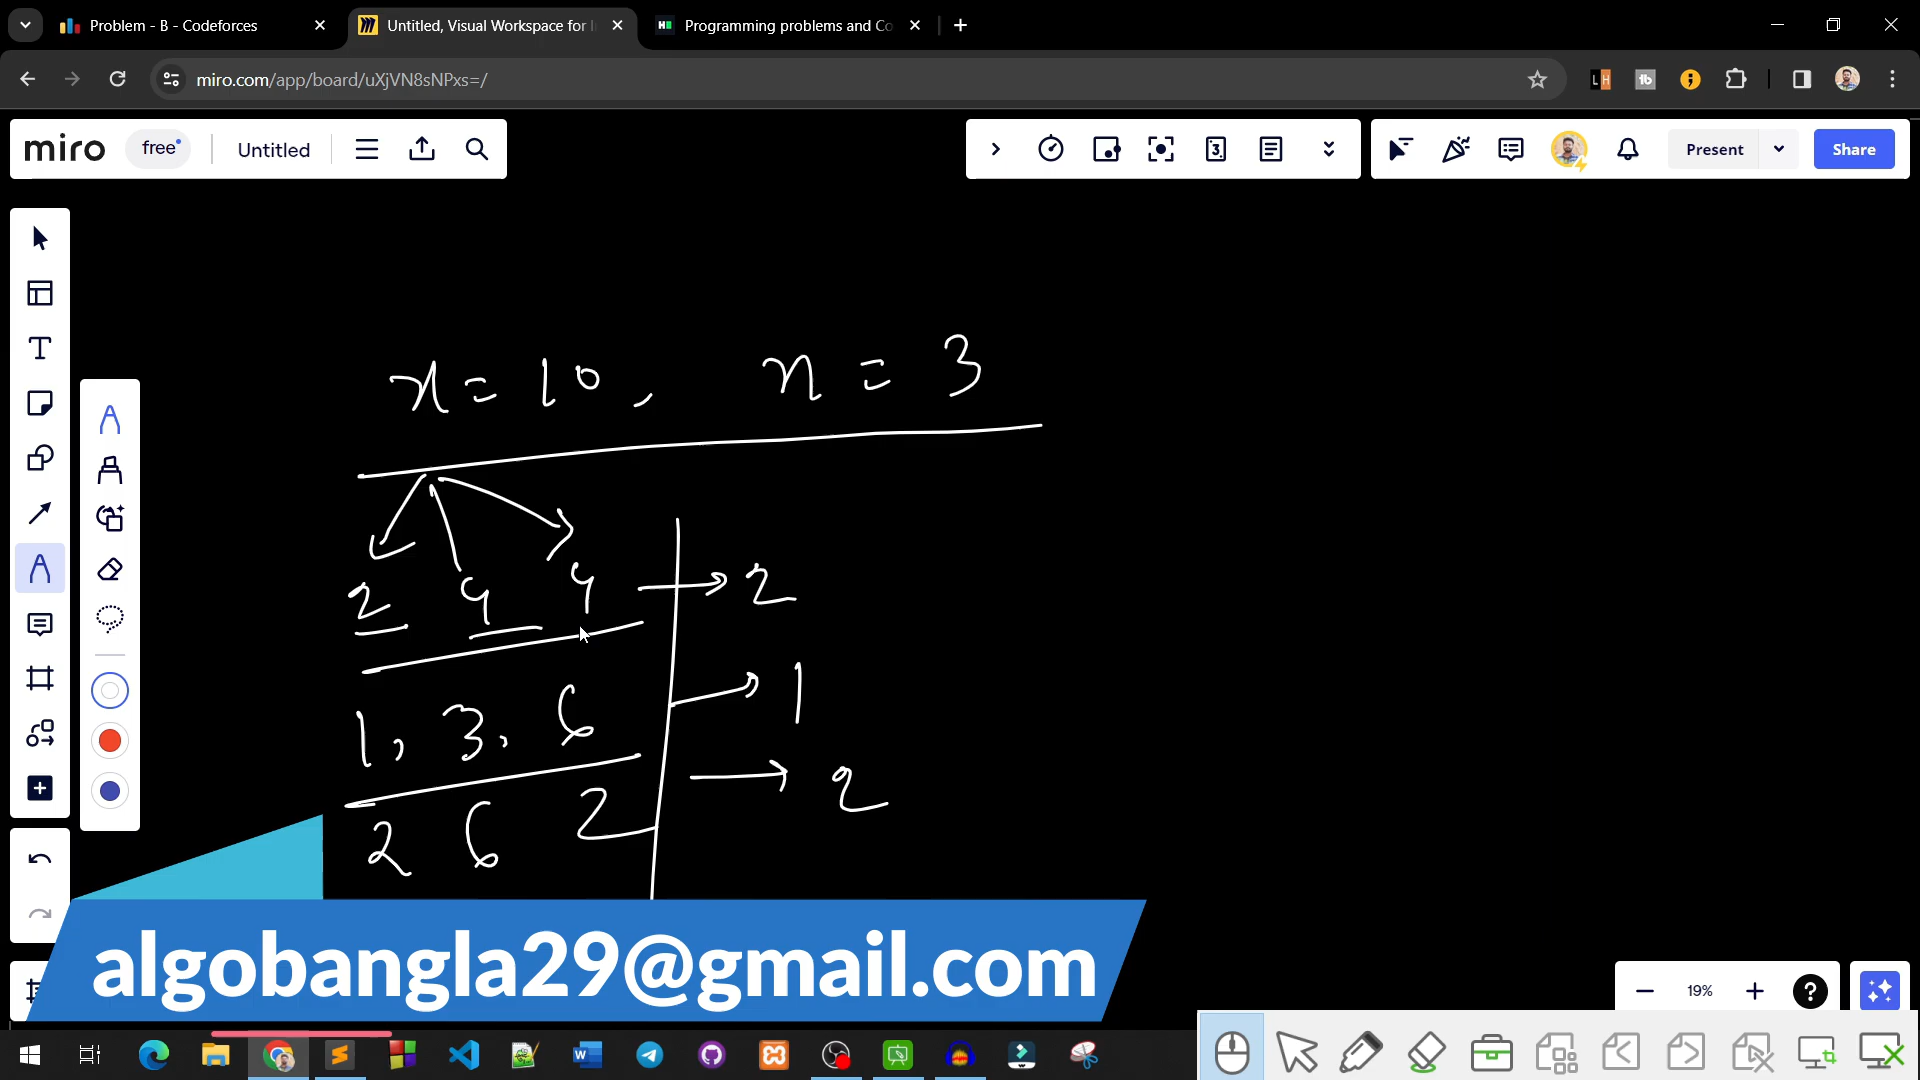 Problem - B - Codeforces
Untitled, Visual Workspace for I
Programming problems and Co
miro.com/app/board/uXjVN8sNPxs=/
miro
free
Untitled
3
Present
Share
x = 10, n = 3
2 4 4 → 2
1, 3, 6 → 1
2 6 2 → 2
algobangla29@gmail.com
19%